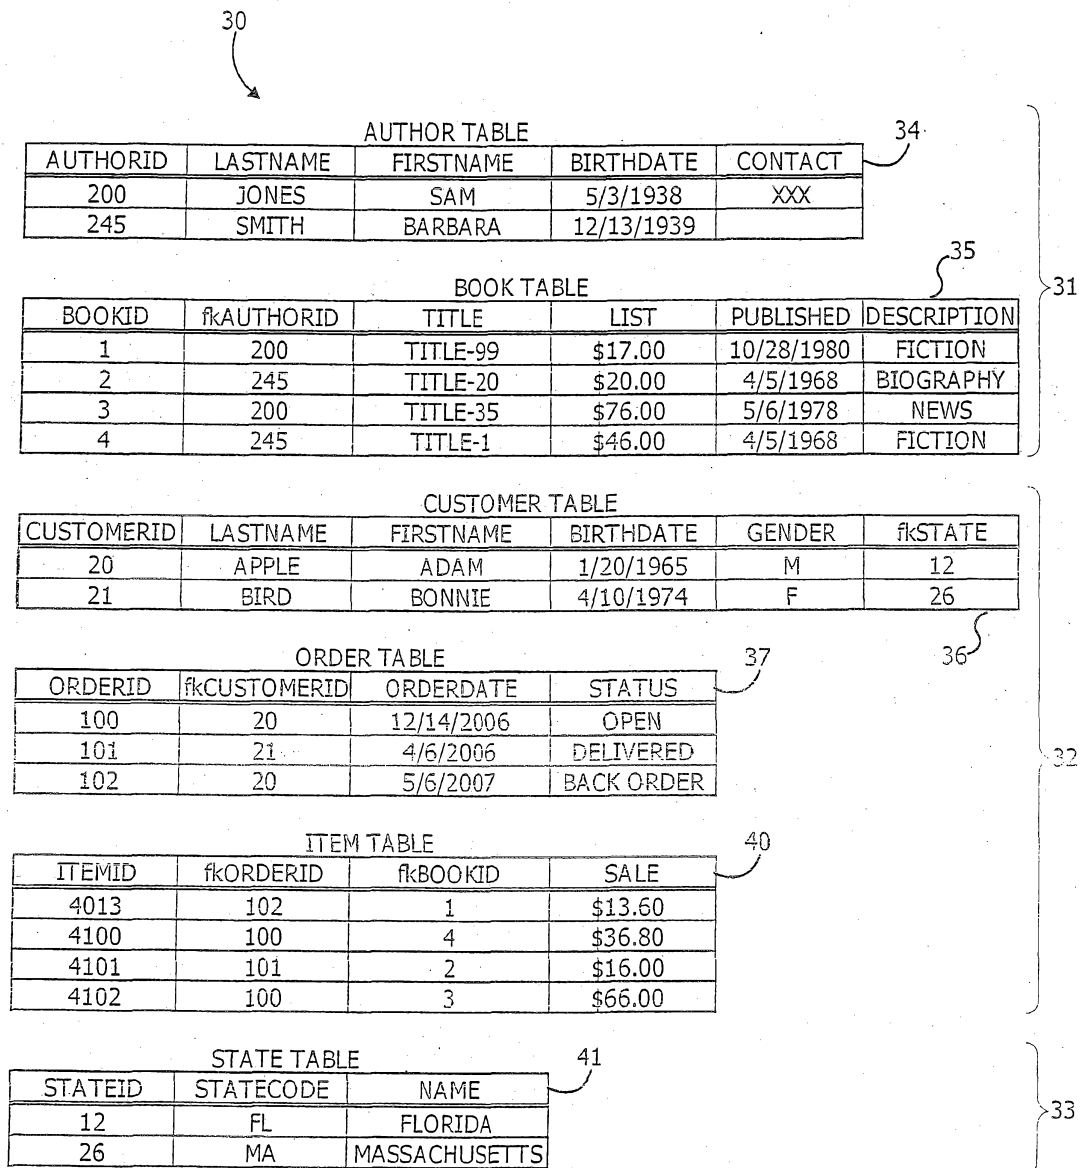 30
AUTHOR TABLE
34
AUTHORID LASTNAME FIRSTNAME BIRTHDATE CONTACT
200 JONES SAM 5/3/1938 XXX
245 SMITH BARBARA 12/13/1939
35
31
BOOK TABLE
BOOKID fkAUTHORID TITLE LIST PUBLISHED DESCRIPTION
1 200 TITLE-99 $17.00 10/28/1980 FICTION
2 245 TITLE-20 $20.00 4/5/1968 BIOGRAPHY
3 200 TITLE-35 $76.00 5/6/1978 NEWS
4 245 TITLE-1 $46.00 4/5/1968 FICTION
CUSTOMER TABLE
CUSTOMERID LASTNAME FIRSTNAME BIRTHDATE GENDER fkSTATE
20 APPLE ADAM 1/20/1965 M 12
21 BIRD BONNIE 4/10/1974 F 26
36
ORDER TABLE
37
ORDERID fkCUSTOMERID ORDERDATE STATUS
100 20 12/14/2006 OPEN
101 21 4/6/2006 DELIVERED
102 20 5/6/2007 BACK ORDER
32
ITEM TABLE
40
ITEMID fkORDERID fkBOOKID SALE
4013 102 1 $13.60
4100 100 4 $36.80
4101 101 2 $16.00
4102 100 3 $66.00
STATE TABLE
41
STATEID STATECODE NAME
12 FL FLORIDA
26 MA MASSACHUSETTS
33